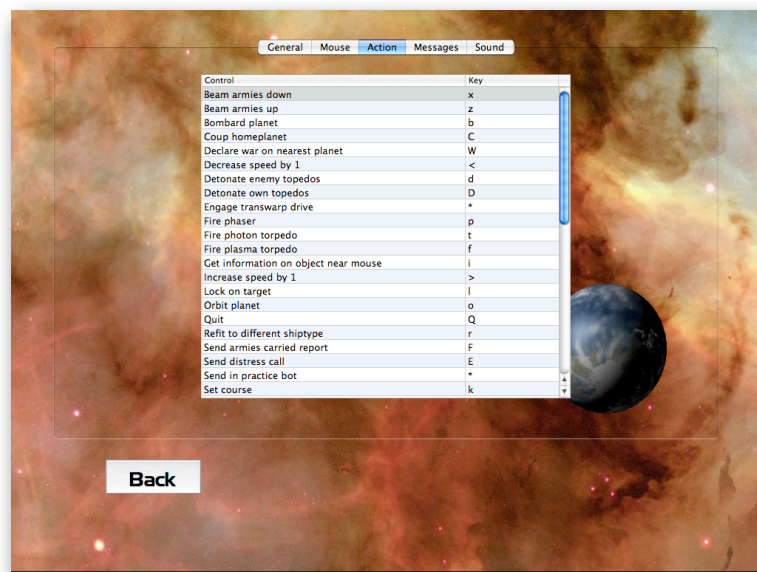 General Mouse Action Messages Sound
Control Key
Beam armies down x
Beam armies up z
Bombard planet b
Coup homeplanet C
Declare war on nearest planet W
Decrease speed by 1 <
Detonate enemy topedos d
Detonate own topedos D
Engage transwarp drive *
Fire phaser p
Fire photon torpedo t
Fire plasma torpedo f
Get information on object near mouse i
Increase speed by 1 >
Lock on target l
Orbit planet o
Quit Q
Refit to different shiptype r
Send armies carried report F
Send distress call E
Send in practice bot *
Set course k
Back